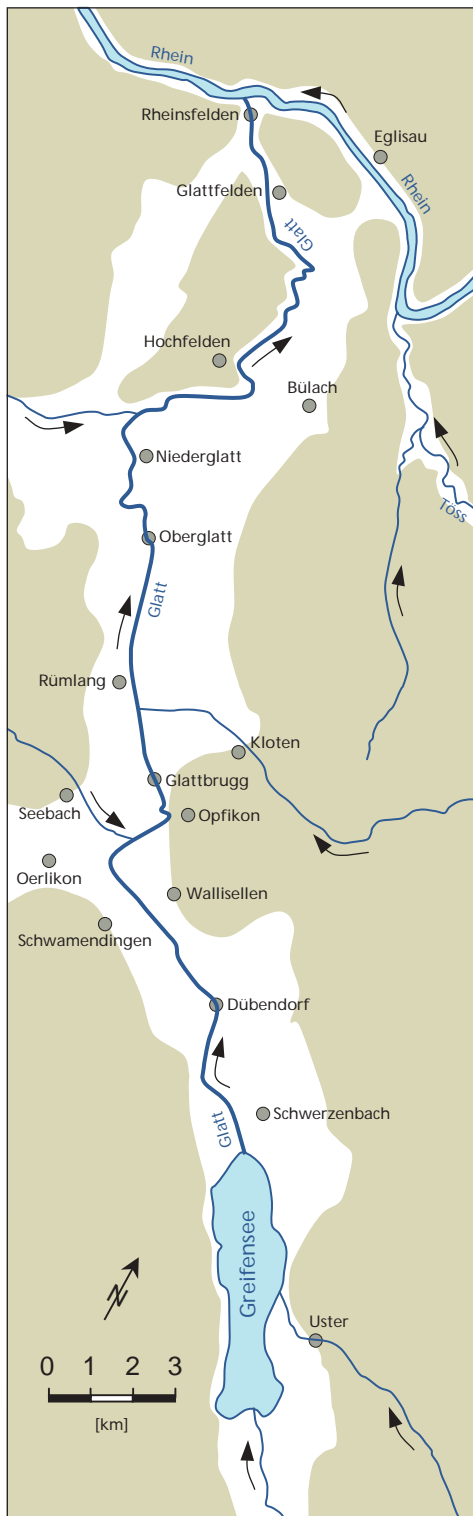 Rhein
Rheinsfelden
Eglisau
Rhein
Glattfelden
Glatt
Hochfelden
Bülach
Niederglatt
Töss
Oberglatt
Glatt
Rümlang
Kloten
Glattbrugg
Seebach
Opfikon
Oerlikon
Wallisellen
Schwamendingen
Dübendorf
Schwerzenbach
Glatt
Greifensee
N
Uster
0 1 2 3
[km]